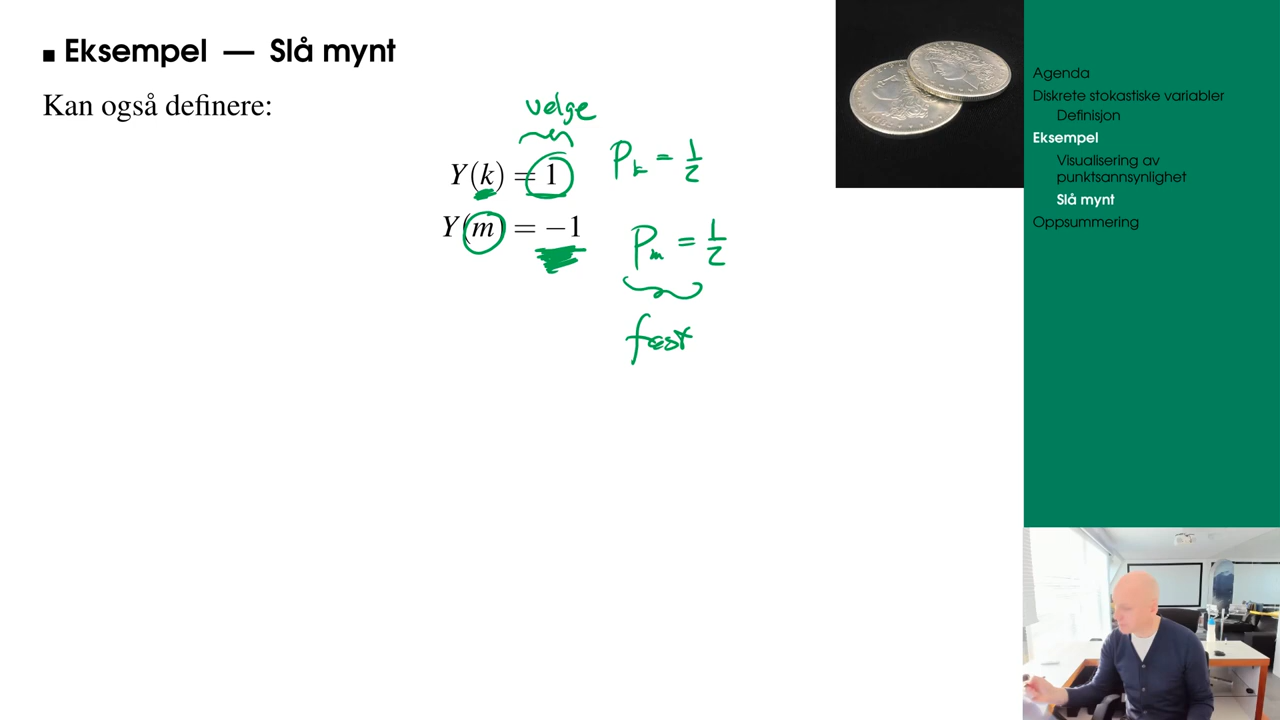 ■ Eksempel — Slå mynt
Kan også definere:
velge
Y(k) = 1
P_k = 1/2
Y(m) = −1
P_m = 1/2
fast
Agenda
Diskrete stokastiske variabler
Definisjon
Eksempel
Visualisering av
punktsannsynlighet
Slå mynt
Oppsummering